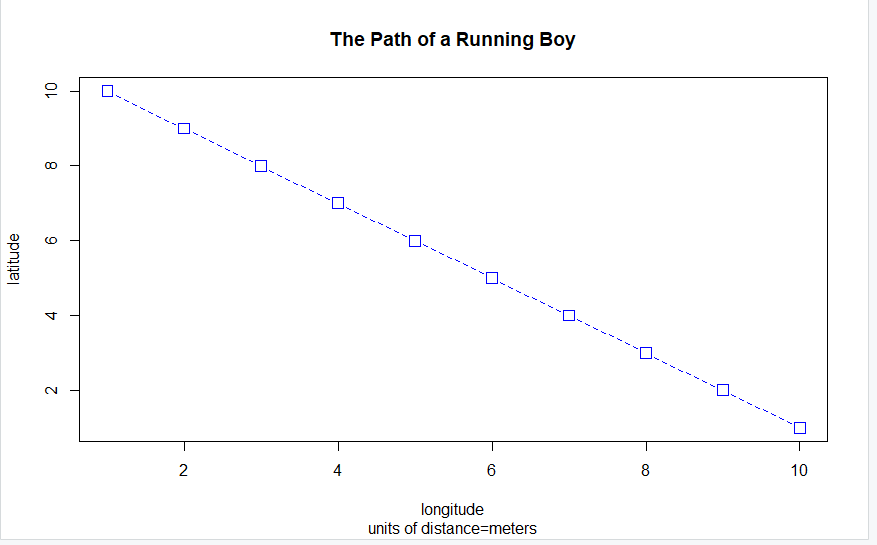 The Path of a Running Boy
latitude
10
8
6
4
2
2 4 6 8 10
longitude
units of distance=meters